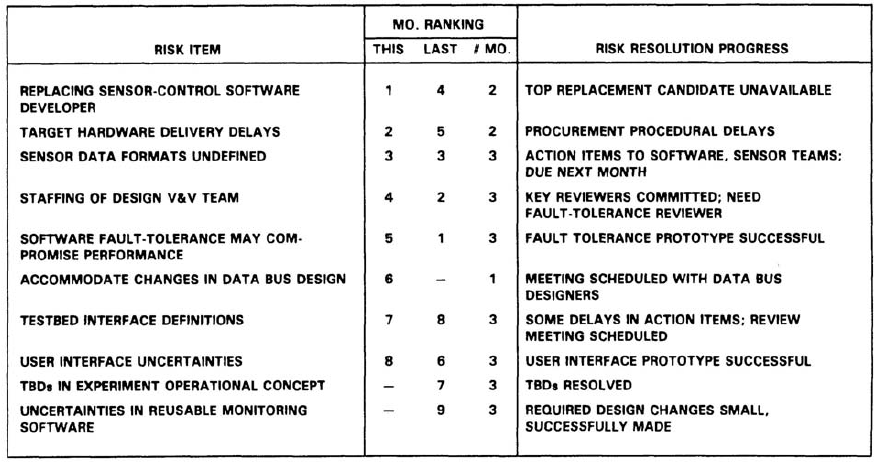 MO. RANKING
RISK ITEM THIS LAST # MO. RISK RESOLUTION PROGRESS
REPLACING SENSOR-CONTROL SOFTWARE 1 4 2 TOP REPLACEMENT CANDIDATE UNAVAILABLE
DEVELOPER
TARGET HARDWARE DELIVERY DELAYS 2 5 2 PROCUREMENT PROCEDURAL DELAYS
SENSOR DATA FORMATS UNDEFINED 3 3 3 ACTION ITEMS TO SOFTWARE, SENSOR TEAMS;
DUE NEXT MONTH
STAFFING OF DESIGN V&V TEAM 4 2 3 KEY REVIEWERS COMMITTED; NEED
FAULT-TOLERANCE REVIEWER
SOFTWARE FAULT-TOLERANCE MAY COM- 5 1 3 FAULT TOLERANCE PROTOTYPE SUCCESSFUL
PROMISE PERFORMANCE
ACCOMMODATE CHANGES IN DATA BUS DESIGN 6 – 1 MEETING SCHEDULED WITH DATA BUS
DESIGNERS
TESTBED INTERFACE DEFINITIONS 7 8 3 SOME DELAYS IN ACTION ITEMS; REVIEW
MEETING SCHEDULED
USER INTERFACE UNCERTAINTIES 8 6 3 USER INTERFACE PROTOTYPE SUCCESSFUL
TBDs IN EXPERIMENT OPERATIONAL CONCEPT – 7 3 TBDs RESOLVED
UNCERTAINTIES IN REUSABLE MONITORING – 9 3 REQUIRED DESIGN CHANGES SMALL,
SOFTWARE SUCCESSFULLY MADE